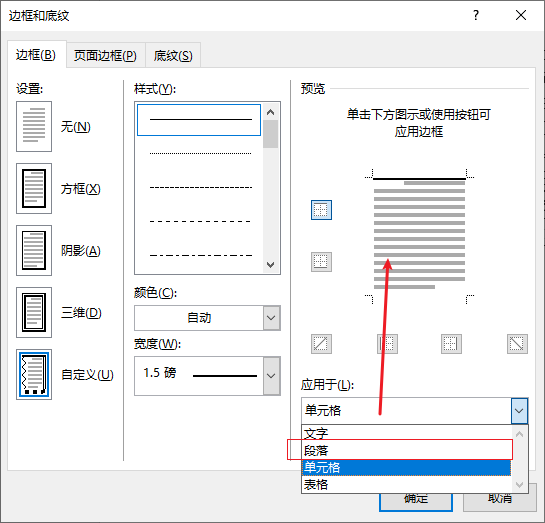 边框和底纹
?
边框(B)
页面边框(P)
底纹(S)
设置:
无(N)
方框(X)
阴影(A)
三维(D)
自定义(U)
样式(Y):
颜色(C):
自动
宽度(W):
1.5 磅
预览
单击下方图示或使用按钮可
应用边框
应用于(L):
单元格
文字
段落
单元格
表格
确定
取消